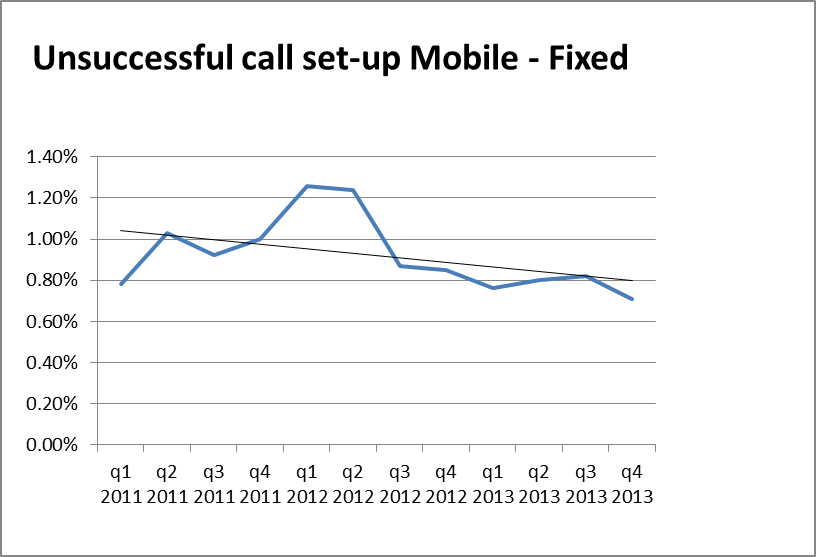 Unsuccessful call set-up Mobile - Fixed
1.40%
1.20%
1.00%
0.80%
0.60%
0.40%
0.20%
0.00%
q1 q2 q3 q4 q1 q2 q3 q4 q1 q2 q3 q4
2011 2011 2011 2011 2012 2012 2012 2012 2013 2013 2013 2013